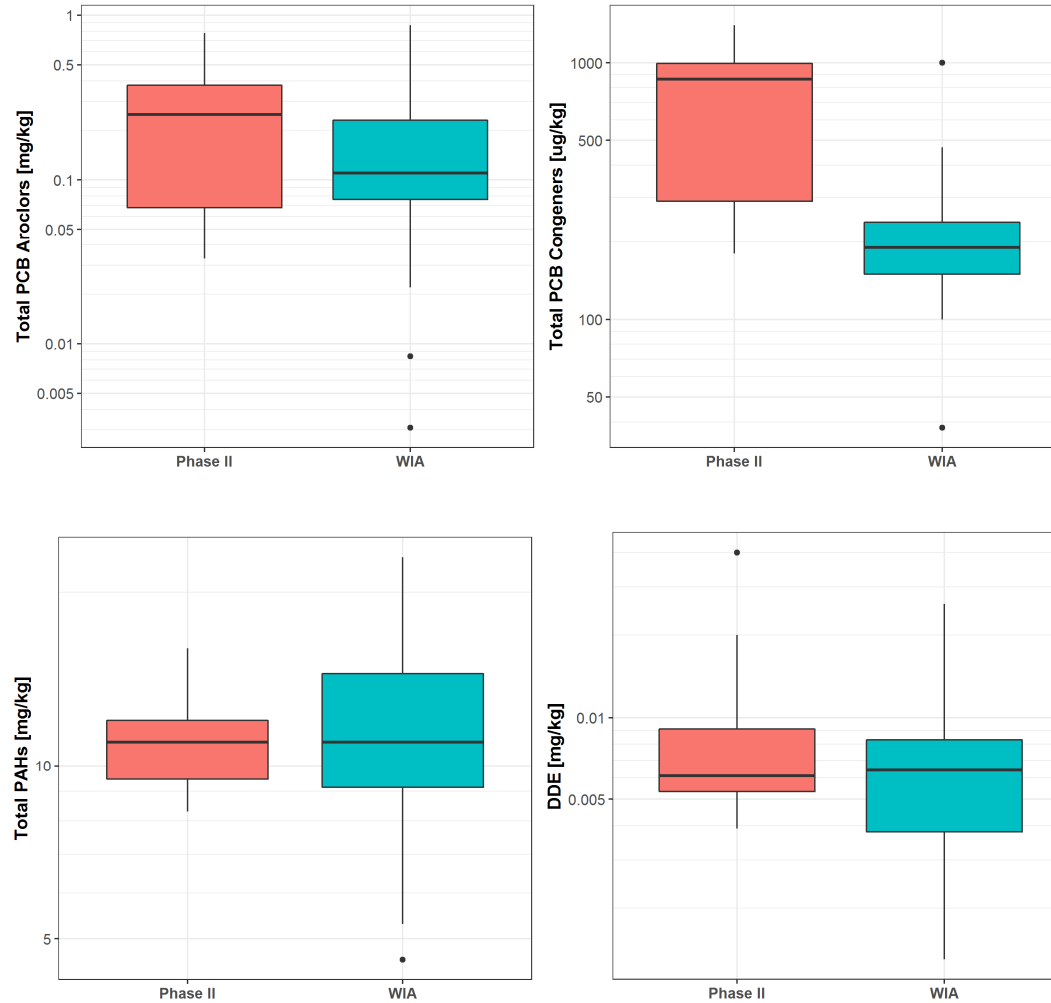 Total PCB Aroclors [mg/kg]
1
0.5
0.1
0.05
0.01
0.005
Phase II WIA
Total PCB Congeners [ug/kg]
1000
500
100
50
Phase II WIA
Total PAHs [mg/kg]
10
5
Phase II WIA
DDE [mg/kg]
0.01
0.005
Phase II WIA